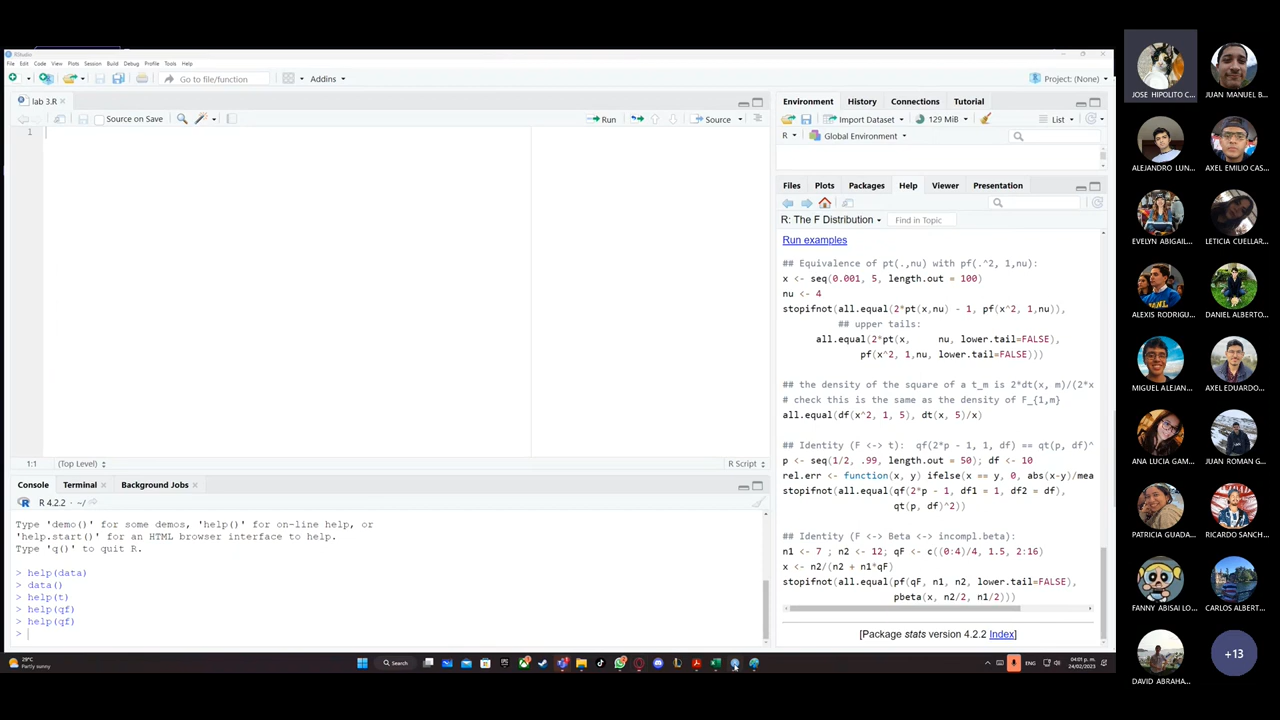 RStudio
File Edit Code View Plots Session Build Debug Profile Tools Help
Go to file/function
Addins
Project: (None)
lab 3.R
Source on Save
Run
Source
1
1:1
(Top Level)
R Script
Console
Terminal
Background Jobs
R 4.2.2 · ~/
Type 'demo()' for some demos, 'help()' for on-line help, or
'help.start()' for an HTML browser interface to help.
Type 'q()' to quit R.
> help(data)
> data()
> help(t)
> help(qf)
> help(qf)
>
Environment
History
Connections
Tutorial
Import Dataset
129 MiB
List
R
Global Environment
Files
Plots
Packages
Help
Viewer
Presentation
R: The F Distribution
Find in Topic
Run examples
## Equivalence of pt(.,nu) with pf(.^2, 1,nu):
x <- seq(0.001, 5, length.out = 100)
nu <- 4
stopifnot(all.equal(2*pt(x,nu) - 1, pf(x^2, 1,nu)),
## upper tails:
all.equal(2*pt(x, nu, lower.tail=FALSE),
pf(x^2, 1,nu, lower.tail=FALSE)))
## the density of the square of a t_m is 2*dt(x, m)/(2*x
# check this is the same as the density of F_{1,m}
all.equal(df(x^2, 1, 5), dt(x, 5)/x)
## Identity (F <-> t): qf(2*p - 1, 1, df) == qt(p, df)^
p <- seq(1/2, .99, length.out = 50); df <- 10
rel.err <- function(x, y) ifelse(x == y, 0, abs(x-y)/mea
stopifnot(all.equal(qf(2*p - 1, df1 = 1, df2 = df),
qt(p, df)^2))
## Identity (F <-> Beta <-> incompl.beta):
n1 <- 7 ; n2 <- 12; qF <- c((0:4)/4, 1.5, 2:16)
x <- n2/(n2 + n1*qF)
stopifnot(all.equal(pf(qF, n1, n2, lower.tail=FALSE),
pbeta(x, n2/2, n1/2)))
[Package stats version 4.2.2 Index]
JOSE HIPOLITO C...
JUAN MANUEL B...
ALEJANDRO LUN...
AXEL EMILIO CAS...
EVELYN ABIGAIL...
LETICIA CUELLAR...
ALEXIS RODRIGU...
DANIEL ALBERTO...
MIGUEL ALEJAN...
AXEL EDUARDO...
ANA LUCIA GAM...
JUAN ROMAN G...
PATRICIA GUADA...
RICARDO SANCH...
FANNY ABISAI LO...
CARLOS ALBERT...
DAVID ABRAHA...
+13
29°C
Partly sunny
Search
ENG
04:01 p. m.
24/02/2023